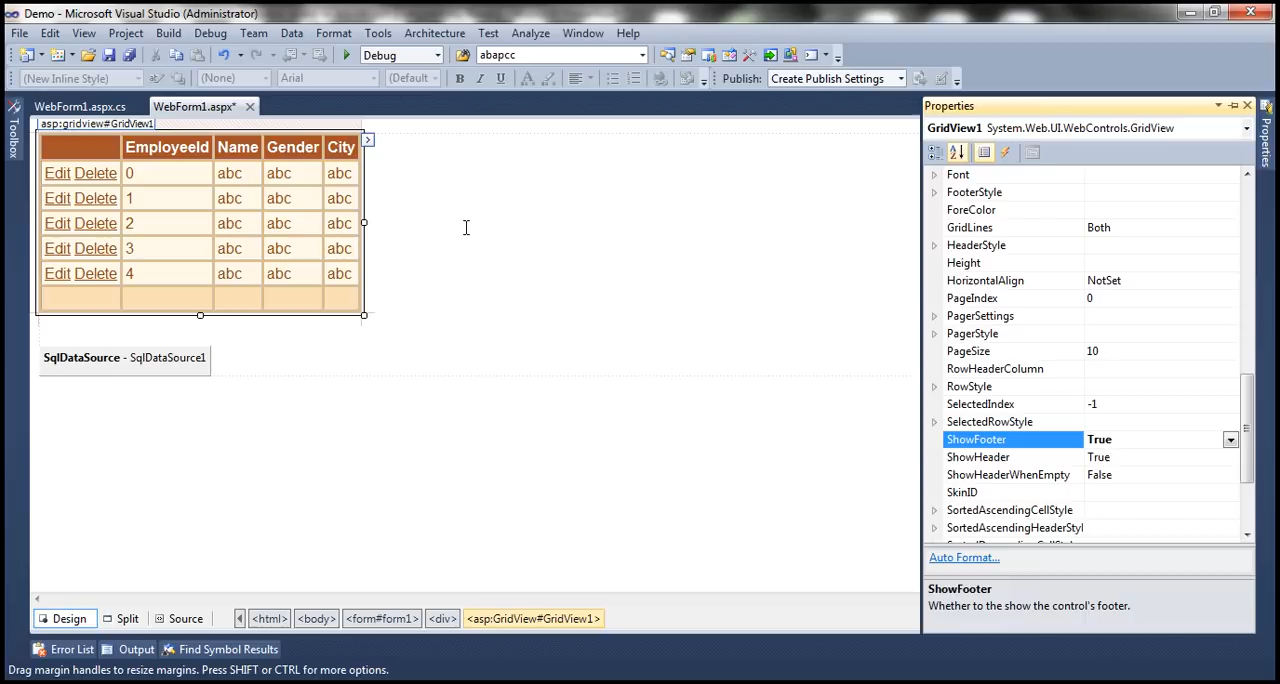 Demo - Microsoft Visual Studio (Administrator)
File Edit View Project Build Debug Team Data Format Tools Architecture Test Analyze Window Help
Debug abapcc
(New Inline Style) (None) Arial (Default B I U A Publish: Create Publish Settings
WebForm1.aspx.cs WebForm1.aspx*
Toolbox
asp:gridview#GridView1
EmployeeId Name Gender City
Edit Delete 0 abc abc abc
Edit Delete 1 abc abc abc
Edit Delete 2 abc abc abc
Edit Delete 3 abc abc abc
Edit Delete 4 abc abc abc
SqlDataSource - SqlDataSource1
Properties
GridView1 System.Web.UI.WebControls.GridView
Font
FooterStyle
ForeColor
GridLines Both
HeaderStyle
Height
HorizontalAlign NotSet
PageIndex 0
PagerSettings
PagerStyle
PageSize 10
RowHeaderColumn
RowStyle
SelectedIndex -1
SelectedRowStyle
ShowFooter True
ShowHeader True
ShowHeaderWhenEmpty False
SkinID
SortedAscendingCellStyle
SortedAscendingHeaderStyl
Auto Format...
ShowFooter
Whether to the show the control's footer.
Properties
Design Split Source <html> <body> <form#form1> <div> <asp:GridView#GridView1>
Error List Output Find Symbol Results
Drag margin handles to resize margins. Press SHIFT or CTRL for more options.